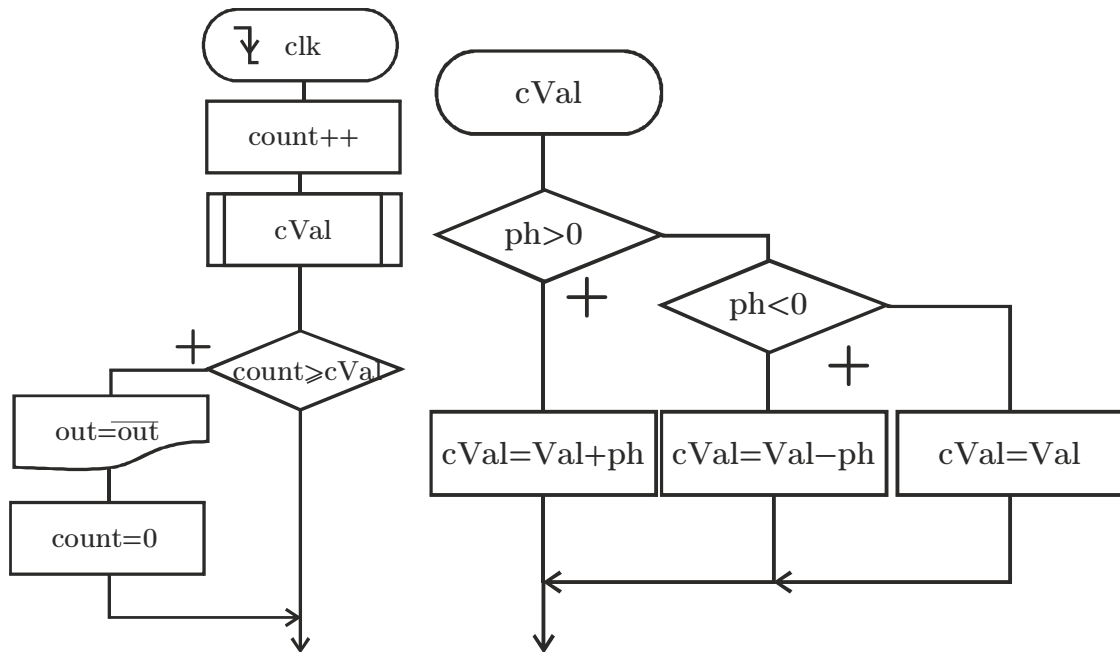 clk
count++
cVal
count⩾cVal
+
out=o̅u̅t̅
count=0
cVal
ph>0
+
ph<0
+
cVal=Val+ph
cVal=Val−ph
cVal=Val